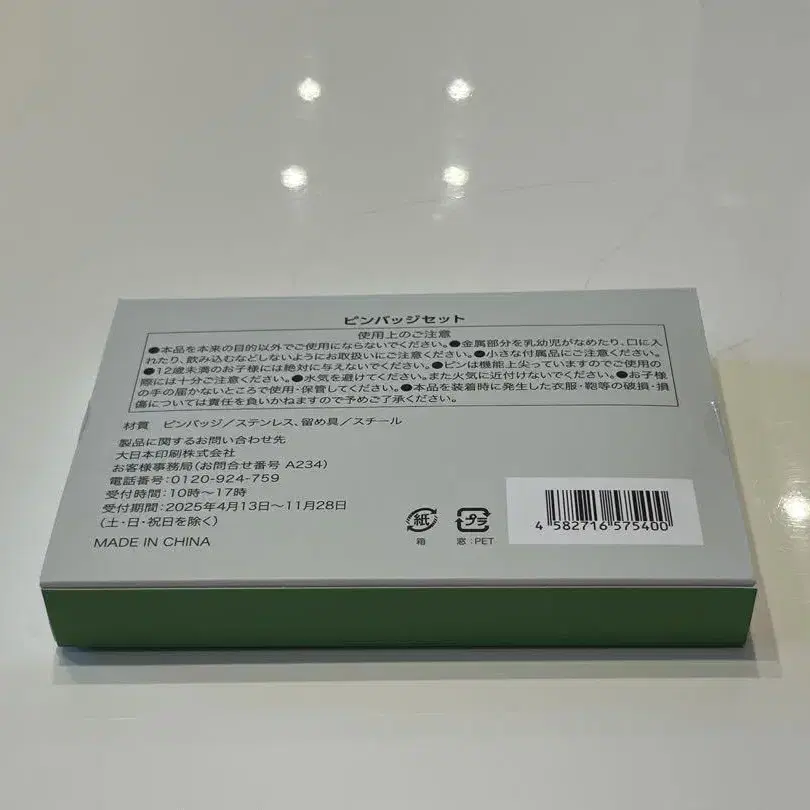 ピンバッジセット
使用上のご注意
●本品を本来の目的以外でご使用にならないでください。●金属部分を乳幼児がなめたり、口に入
れたり、飲み込むなどしないようにお取扱いにご注意ください。●小さな付属品にご注意ください。
●12歳未満のお子様には絶対に与えないでください。●ピンは機能上尖っていますのでご使用の
際には十分ご注意ください。●水気を避けてください。また火気に近付けないでください。●お子様
の手の届かないところで使用・保管してください。●本品を装着時に発生した衣服・鞄等の破損・損
傷については責任を負いかねますので予めご了承ください。
材質 ピンバッジ/ステンレス、留め具/スチール
製品に関するお問い合わせ先
大日本印刷株式会社
お客様事務局(お問合せ番号 A234)
電話番号:0120-924-759
受付時間:10時〜17時
受付期間:2025年4月13日〜11月28日
(土・日・祝日を除く)
MADE IN CHINA
紙
箱
プラ
窓:PET
4 582716 575400